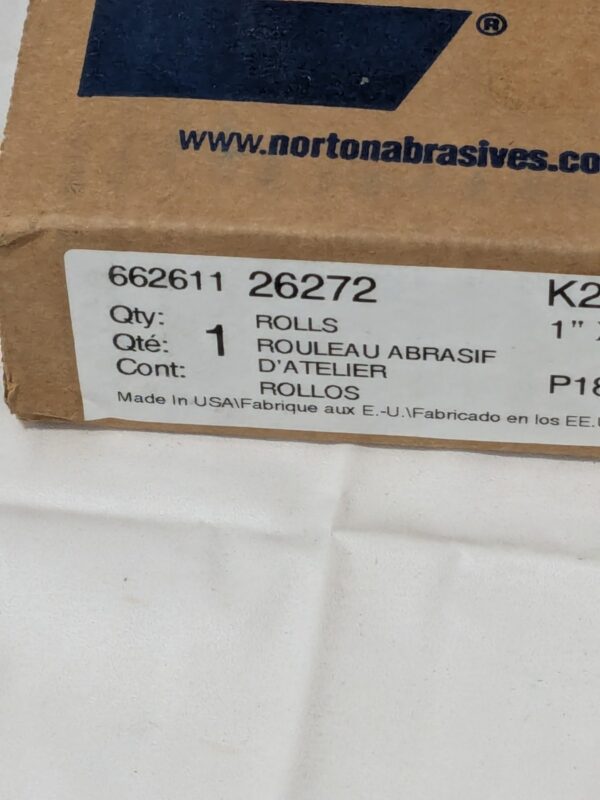 ®
www.nortonabrasives.co
662611 26272 K2
Qty: 1 ROLLS 1" X
Qté: ROULEAU ABRASIF
Cont: D'ATELIER P18
ROLLOS
Made In USA\Fabrique aux E.-U.\Fabricado en los EE.U